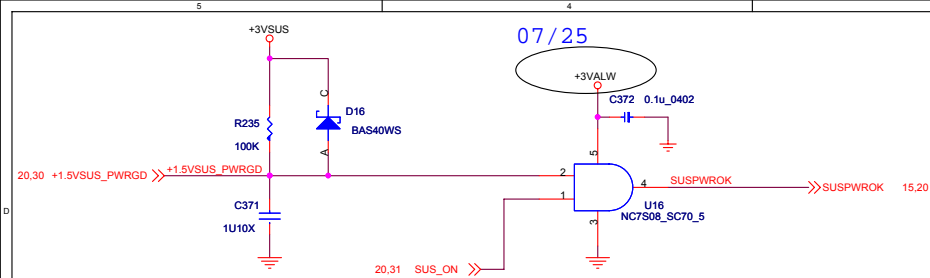 5
4
+3VSUS
07/25
+3VALW
C372 0.1u_0402
C
D16
BAS40WS
R235
100K
A
5
20,30 +1.5VSUS_PWRGD
+1.5VSUS_PWRGD
2
1
4
SUSPWROK
SUSPWROK 15,20
C371
1U10X
U16
NC7S08_SC70_5
3
D
20,31 SUS_ON